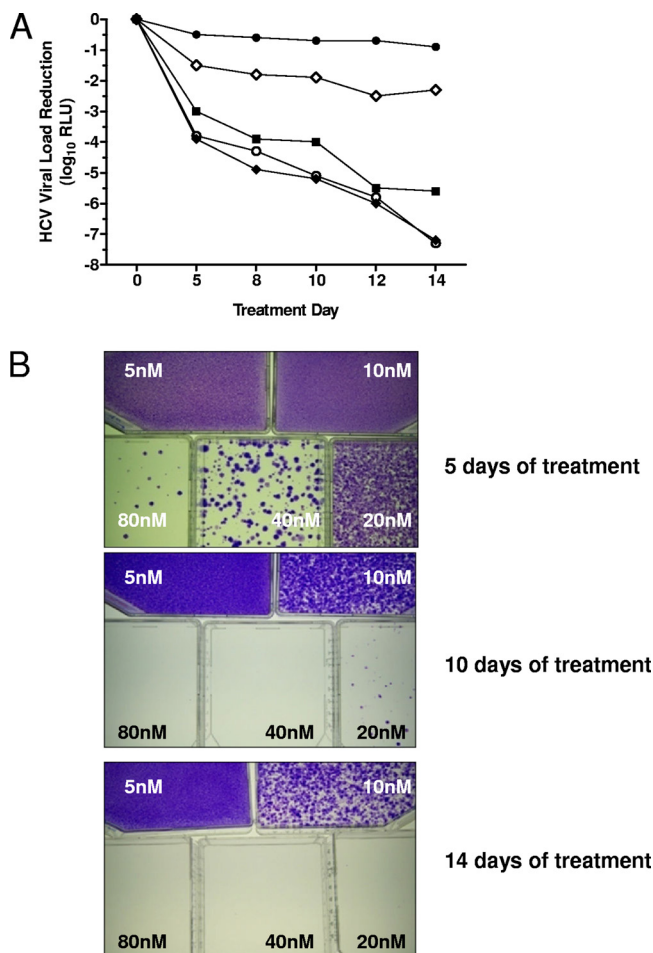 A
HCV Viral Load Reduction
(log10 RLU)
0
-1
-2
-3
-4
-5
-6
-7
-8
0 5 8 10 12 14
Treatment Day
B
5nM 10nM
80nM 40nM 20nM
5 days of treatment
5nM 10nM
80nM 40nM 20nM
10 days of treatment
5nM 10nM
80nM 40nM 20nM
14 days of treatment